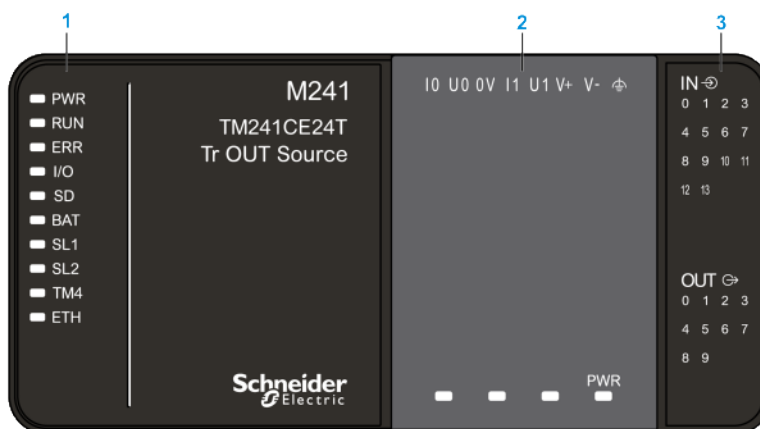 1
2
3
PWR
RUN
ERR
I/O
SD
BAT
SL1
SL2
TM4
ETH
M241
TM241CE24T
Tr OUT Source
Schneider
Electric
I0 U0 0V I1 U1 V+ V-
PWR
IN
0 1 2 3
4 5 6 7
8 9 10 11
12 13
OUT
0 1 2 3
4 5 6 7
8 9